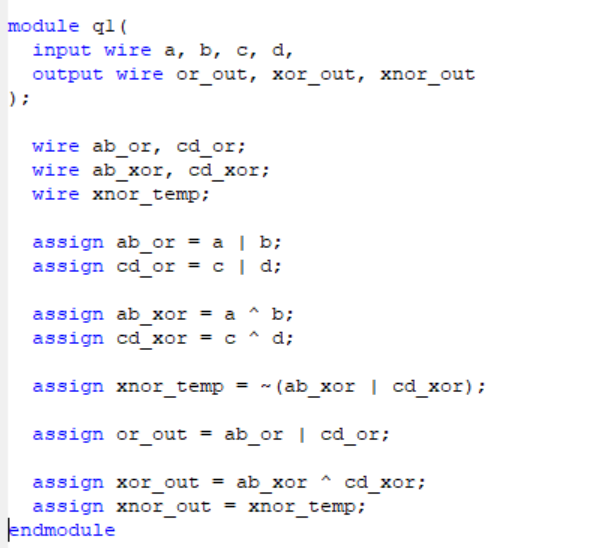 module q1(
input wire a, b, c, d,
output wire or_out, xor_out, xnor_out
);
wire ab_or, cd_or;
wire ab_xor, cd_xor;
wire xnor_temp;
assign ab_or = a | b;
assign cd_or = c | d;
assign ab_xor = a ^ b;
assign cd_xor = c ^ d;
assign xnor_temp = ~(ab_xor | cd_xor);
assign or_out = ab_or | cd_or;
assign xor_out = ab_xor ^ cd_xor;
assign xnor_out = xnor_temp;
endmodule